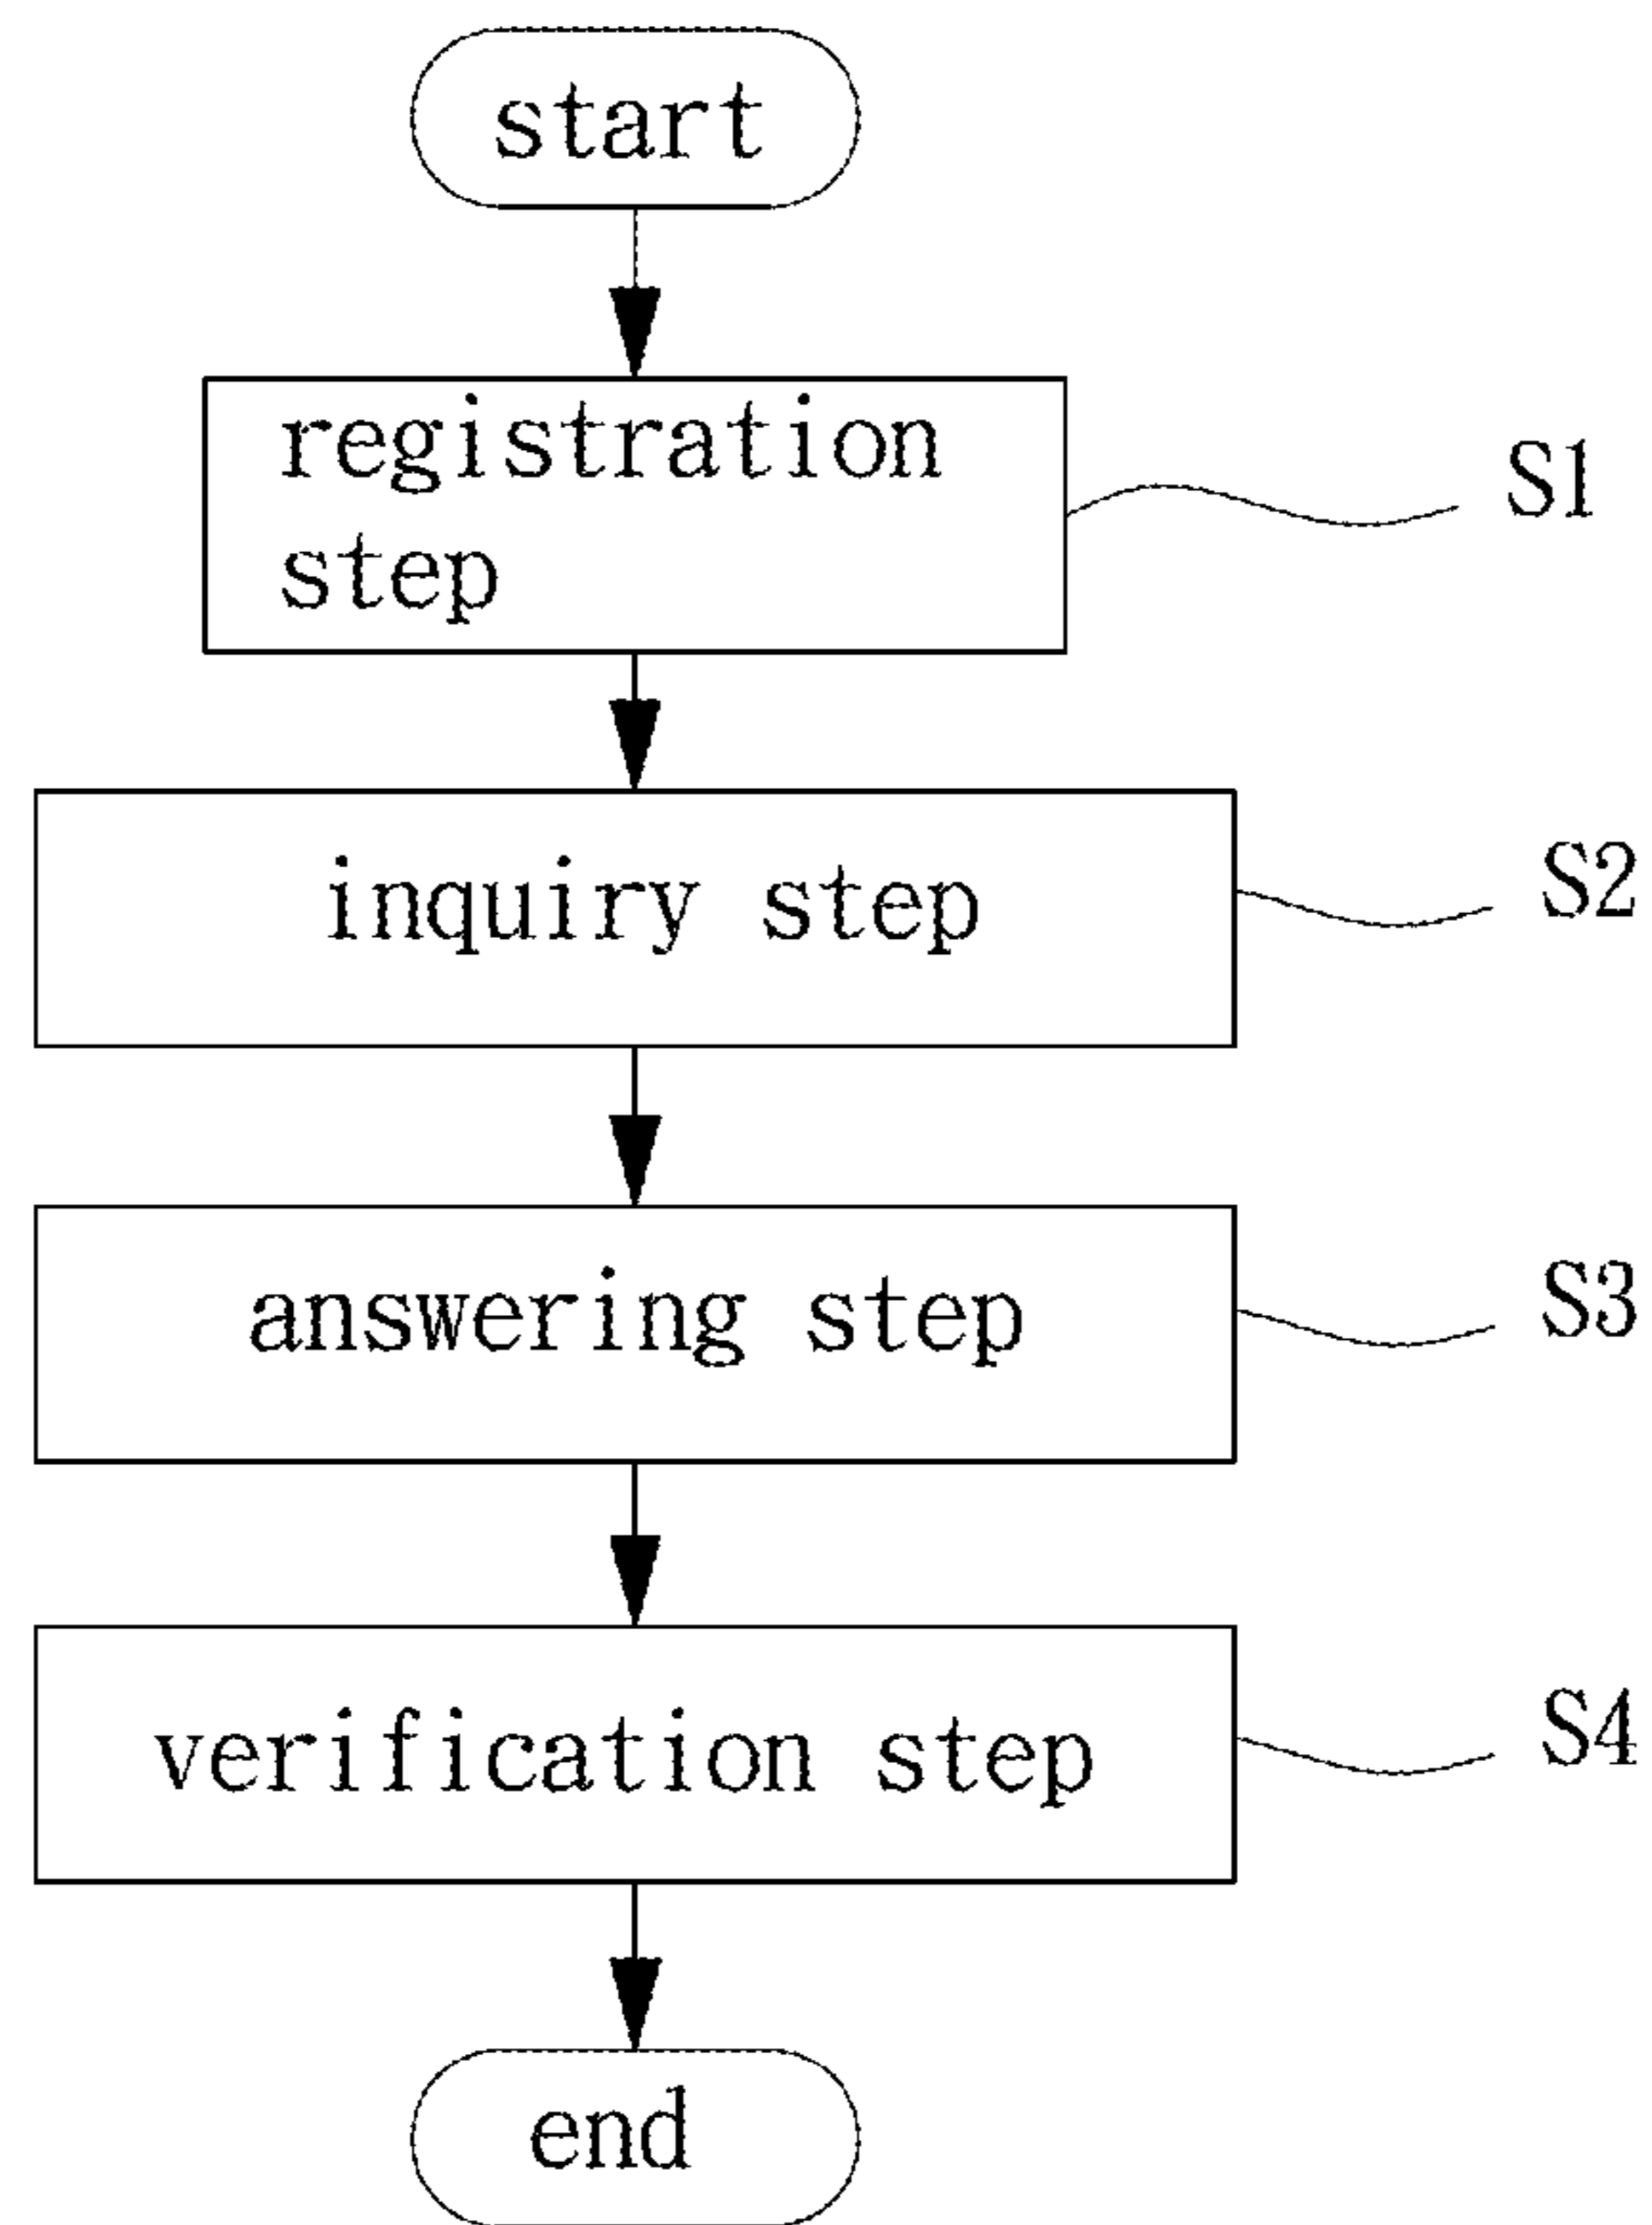 start
registration
step
S1
inquiry step
S2
answering step
S3
verification step
S4
end